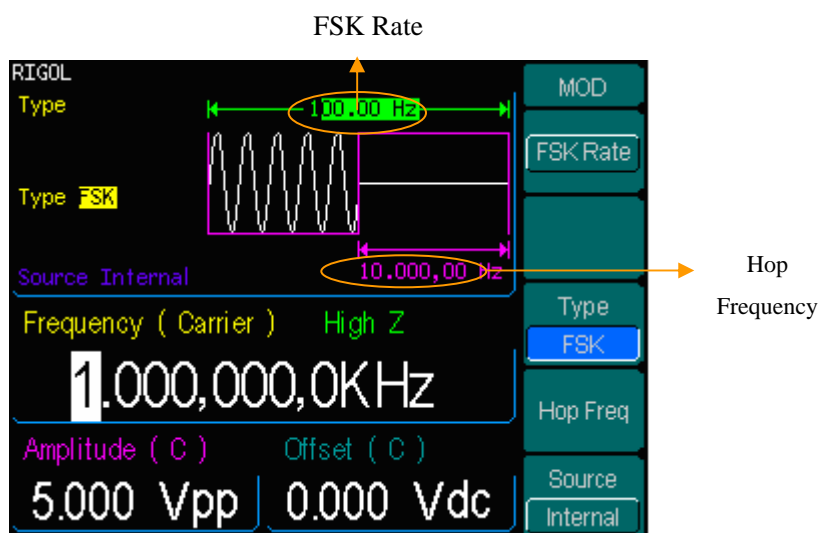 FSK Rate
RIGOL
Type
100.00 Hz
MOD
FSK Rate
Type FSK
Source Internal
10.000,00 Hz
Hop
Frequency
Frequency ( Carrier )
High Z
Type
FSK
1.000,000,0KHz
Hop Freq
Amplitude ( C )
Offset ( C )
5.000 Vpp
0.000 Vdc
Source
Internal